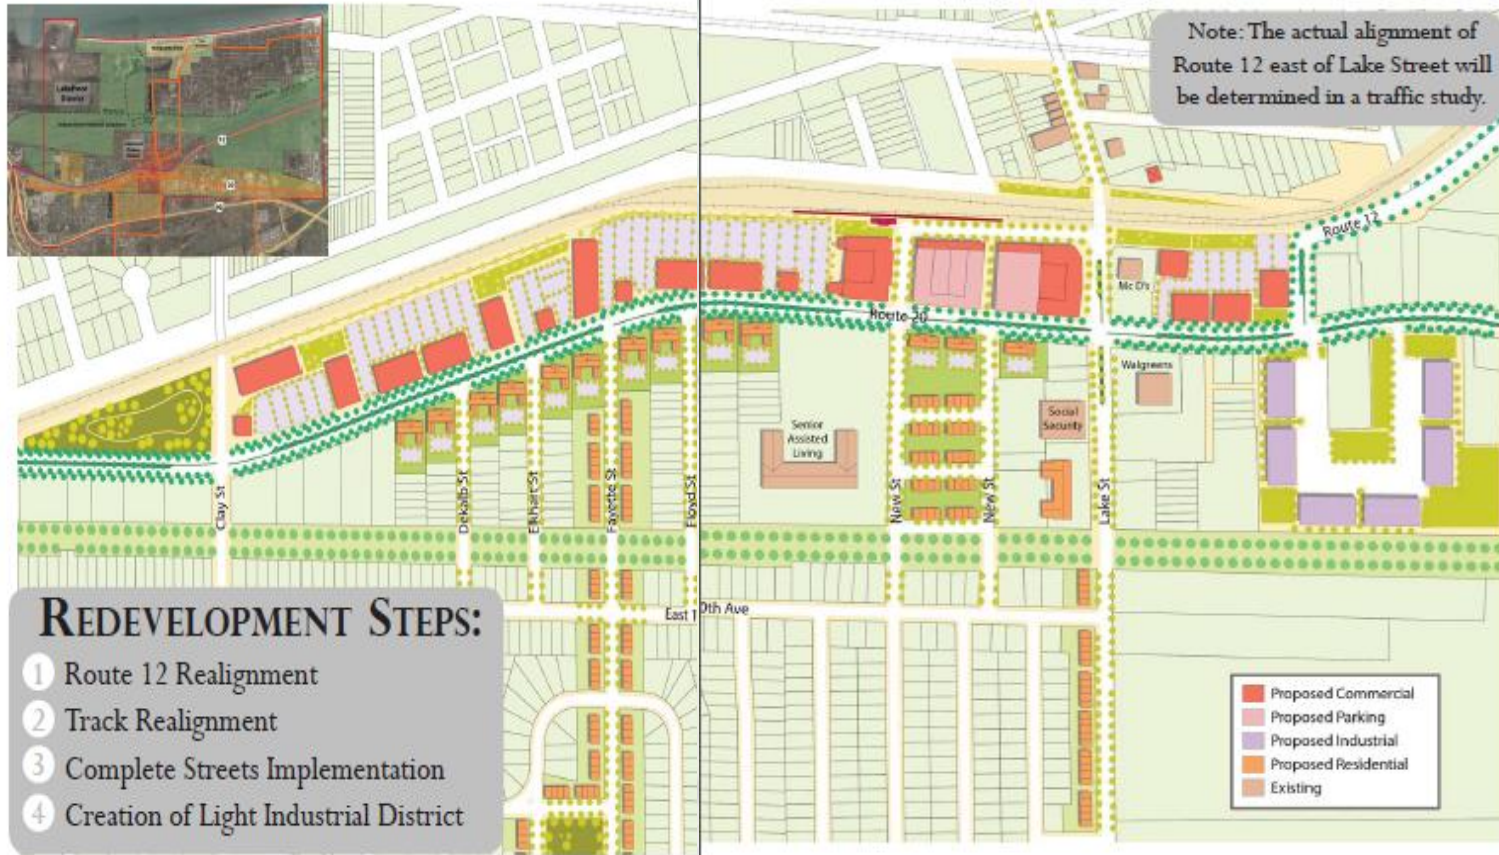 Note: The actual alignment of
Route 12 east of Lake Street will
be determined in a traffic study.
Route 12
Mc D's
Route 20
Walgreens
Social
Security
Senior
Assisted
Living
Clay St
Dekalb St
Elkhart St
Fayette St
Floyd St
New St
New St
Lake St
East 10th Ave
REDEVELOPMENT STEPS:
1 Route 12 Realignment
2 Track Realignment
3 Complete Streets Implementation
4 Creation of Light Industrial District
Proposed Commercial
Proposed Parking
Proposed Industrial
Proposed Residential
Existing